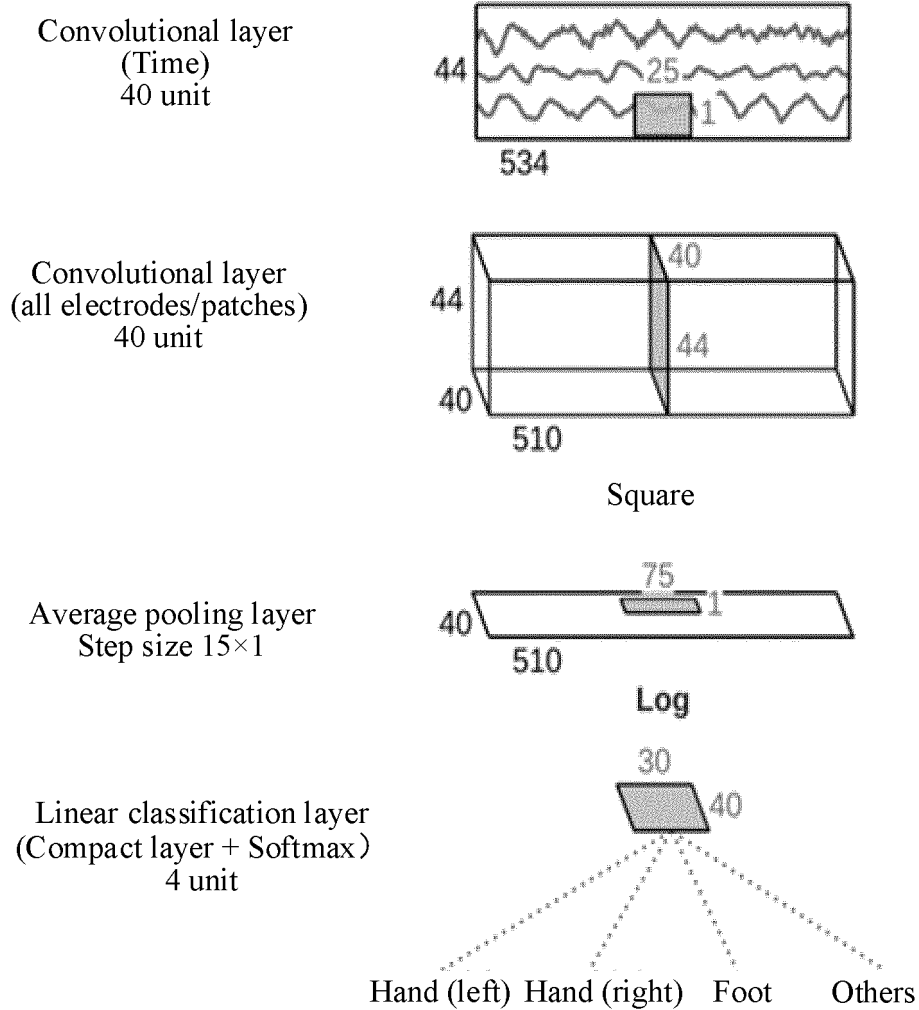 Convolutional layer
(Time)
40 unit
44
25
1
534
Convolutional layer
(all electrodes/patches)
40 unit
40
44
44
40
510
Square
Average pooling layer
Step size 15×1
75
1
40
510
Log
30
40
Linear classification layer
(Compact layer + Softmax)
4 unit
Hand (left) Hand (right) Foot Others